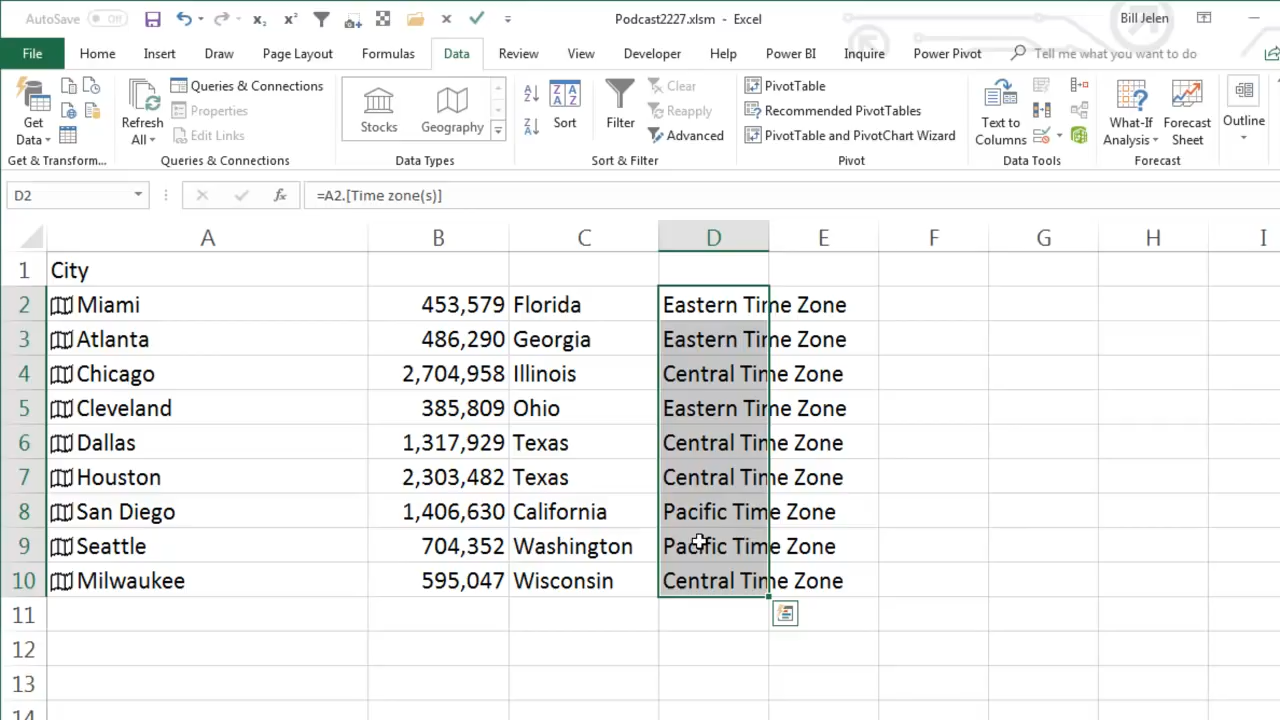 AutoSave Off Podcast2227.xlsm - Excel Bill Jelen
File Home Insert Draw Page Layout Formulas Data Review View Developer Help Power BI Inquire Power Pivot Tell me what you want to do
Get Data
Refresh All
Queries & Connections
Properties
Edit Links
Stocks Geography
Sort
Filter
Clear
Reapply
Advanced
PivotTable
Recommended PivotTables
PivotTable and PivotChart Wizard
Text to Columns
What-If Analysis
Forecast Sheet
Outline
Get & Transform... Queries & Connections Data Types Sort & Filter Pivot Data Tools Forecast
D2 fx =A2.[Time zone(s)]
A B C D E F G H I
1 City
2 Miami 453,579 Florida Eastern Time Zone
3 Atlanta 486,290 Georgia Eastern Time Zone
4 Chicago 2,704,958 Illinois Central Time Zone
5 Cleveland 385,809 Ohio Eastern Time Zone
6 Dallas 1,317,929 Texas Central Time Zone
7 Houston 2,303,482 Texas Central Time Zone
8 San Diego 1,406,630 California Pacific Time Zone
9 Seattle 704,352 Washington Pacific Time Zone
10 Milwaukee 595,047 Wisconsin Central Time Zone
11
12
13
14